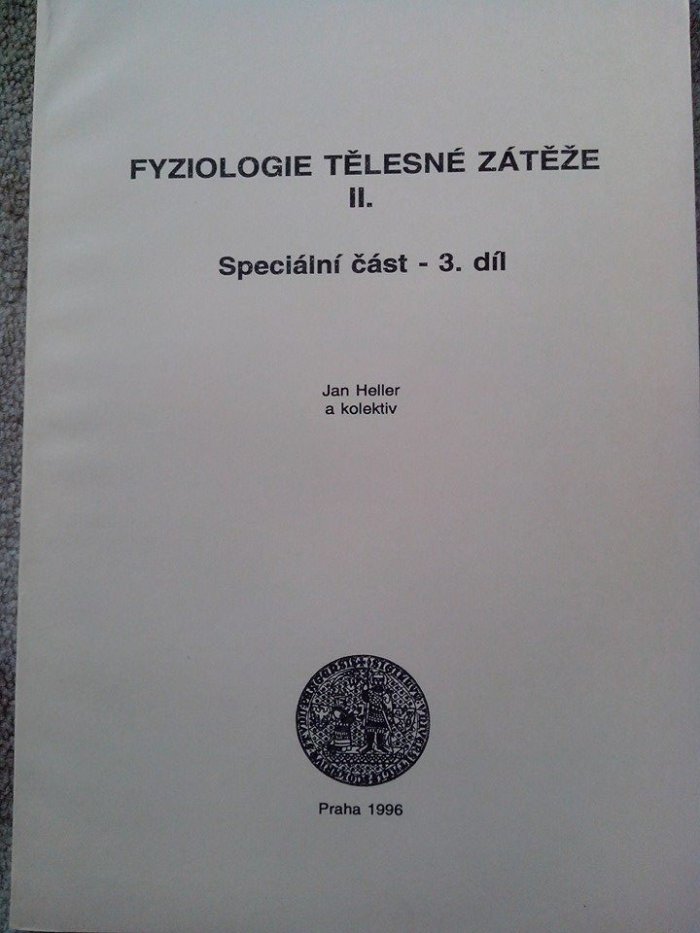 FYZIOLOGIE TĚLESNÉ ZÁTĚŽE
II.
Speciální část - 3. díl
Jan Heller
a kolektiv
Praha 1996